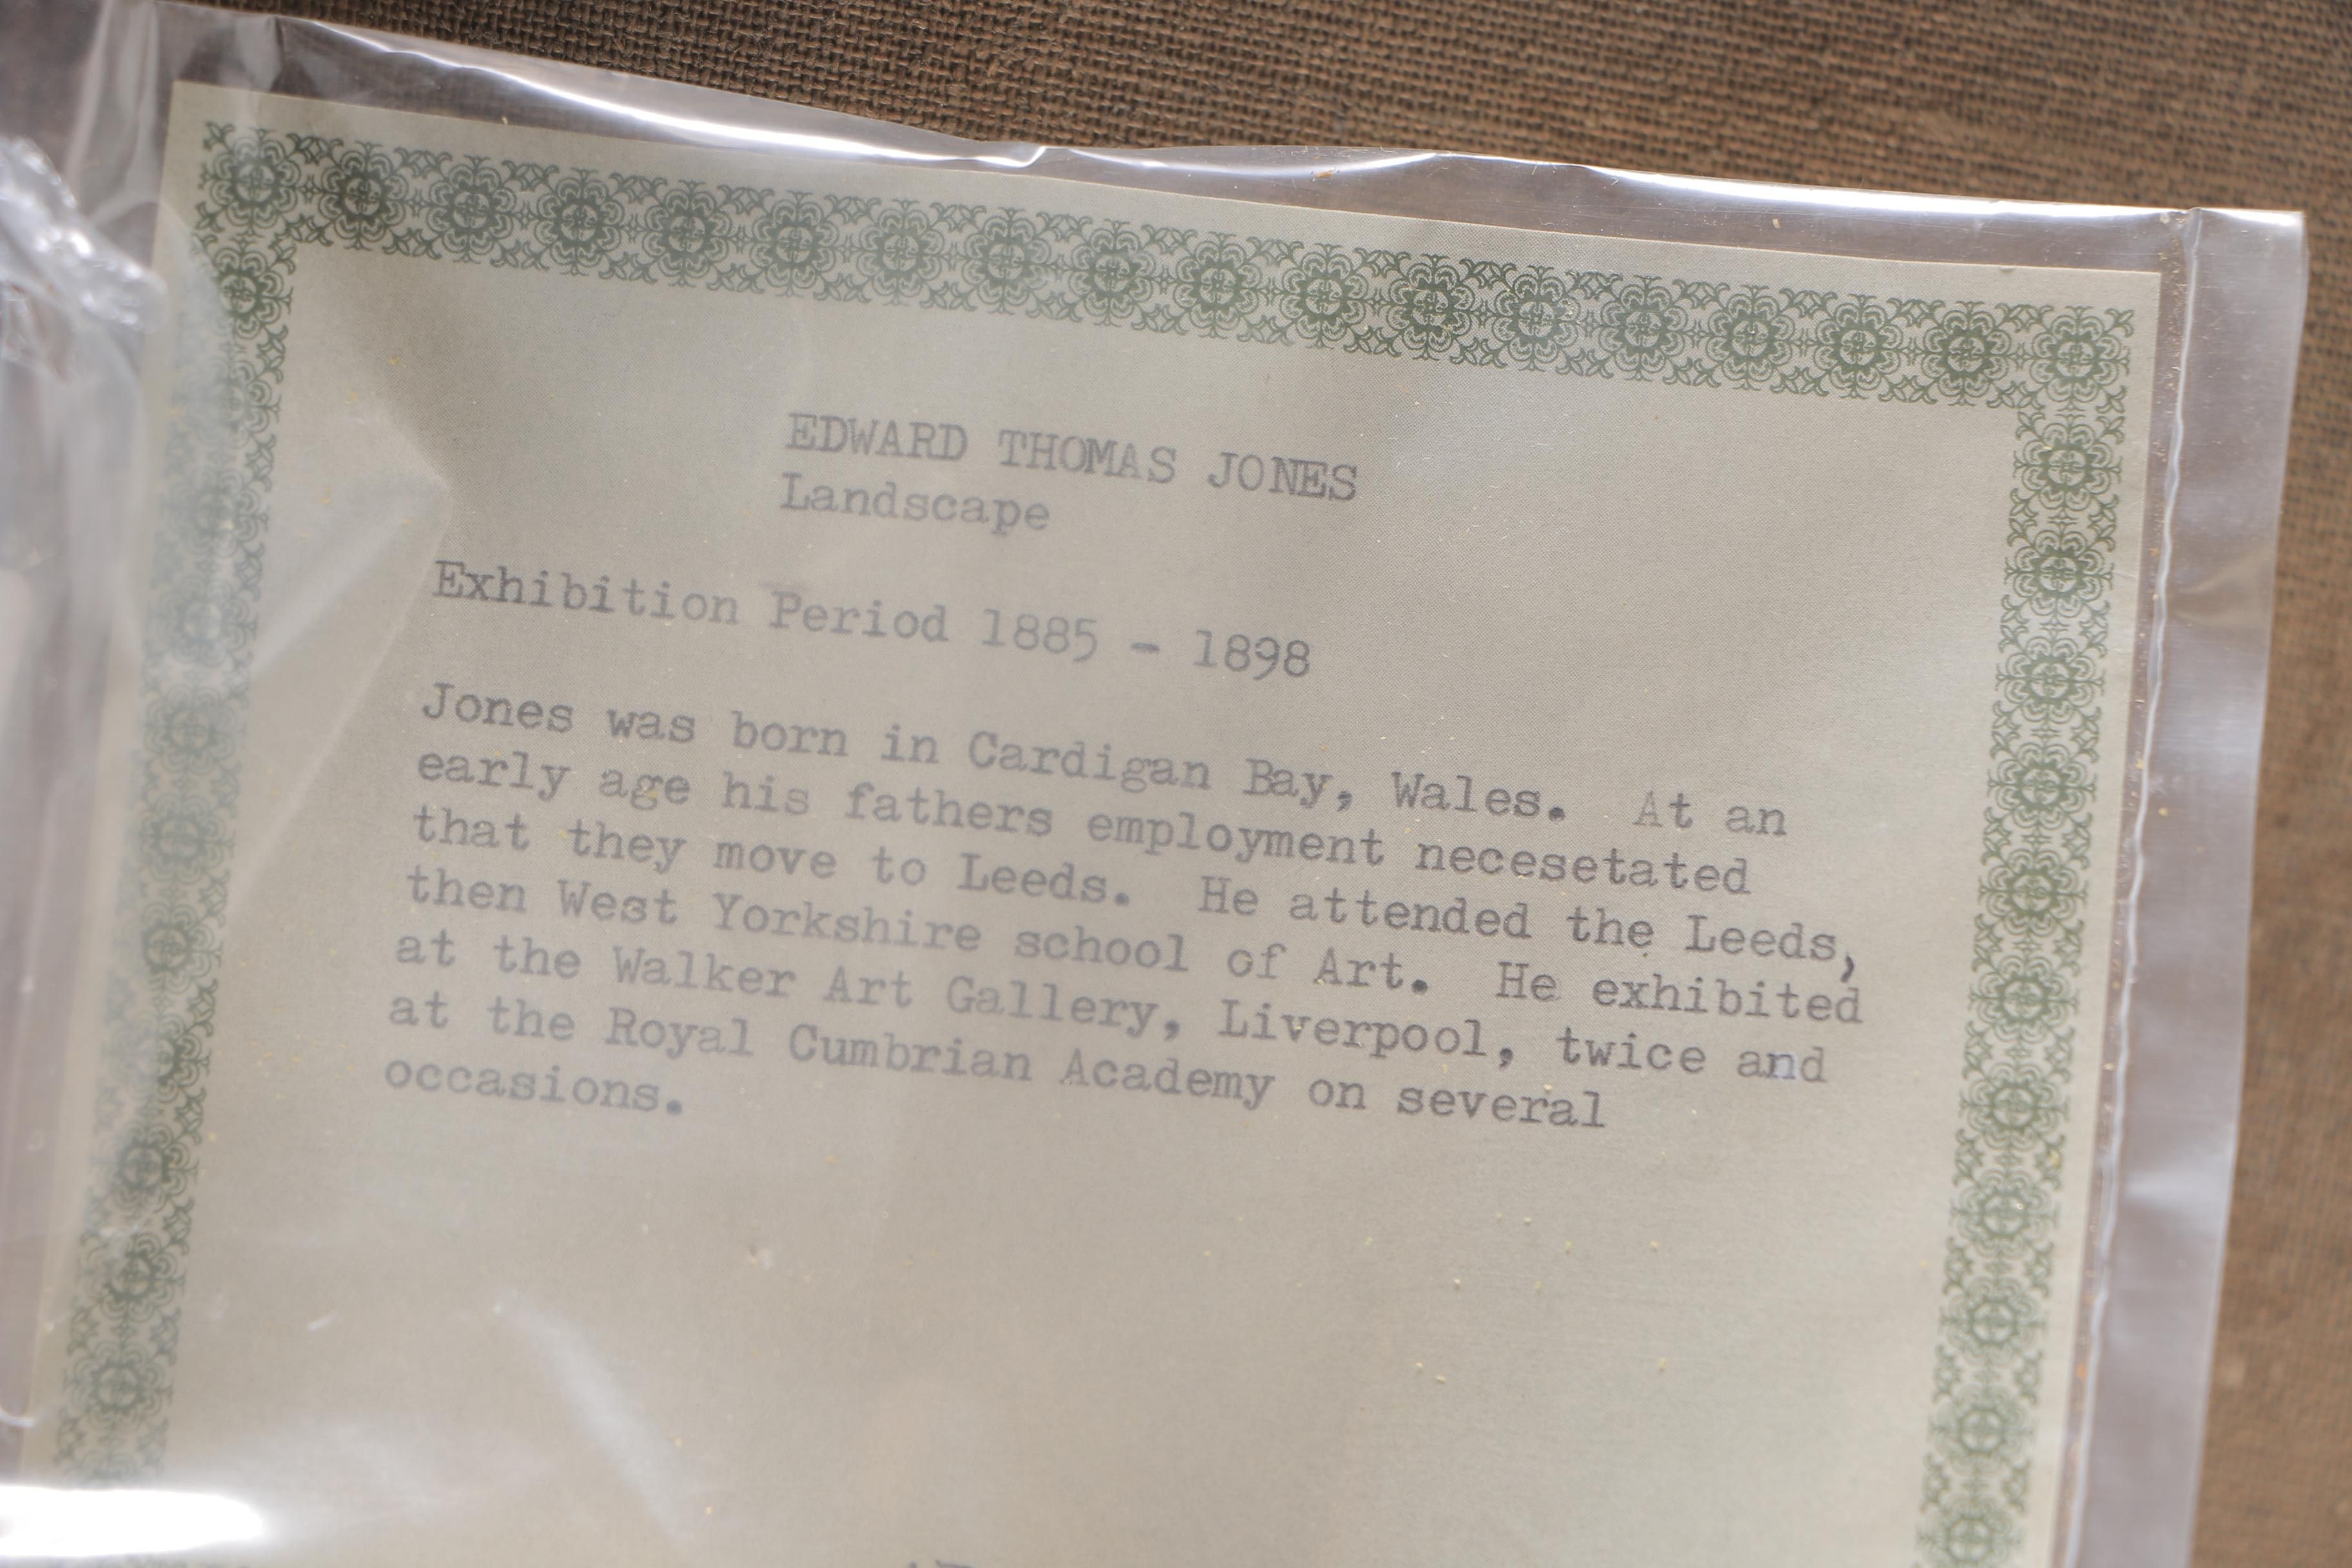 EDWARD THOMAS JONES
Landscape
Exhibition Period 1885 - 1898
Jones was born in Cardigan Bay, Wales. At an
early age his fathers employment necesetated
that they move to Leeds. He attended the Leeds,
then West Yorkshire school of Art. He exhibited
at the Walker Art Gallery, Liverpool, twice and
at the Royal Cumbrian Academy on several
occasions.